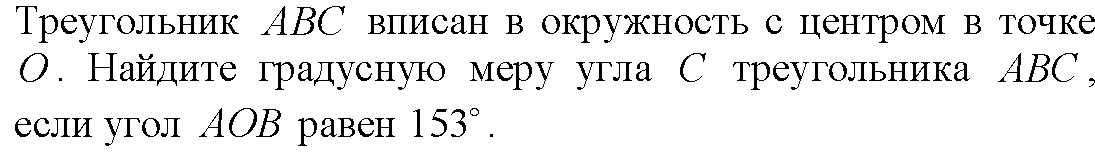 Треугольник ABC вписан в окружность с центром в точке
O. Найдите градусную меру угла C треугольника ABC,
если угол AOB равен 153°.